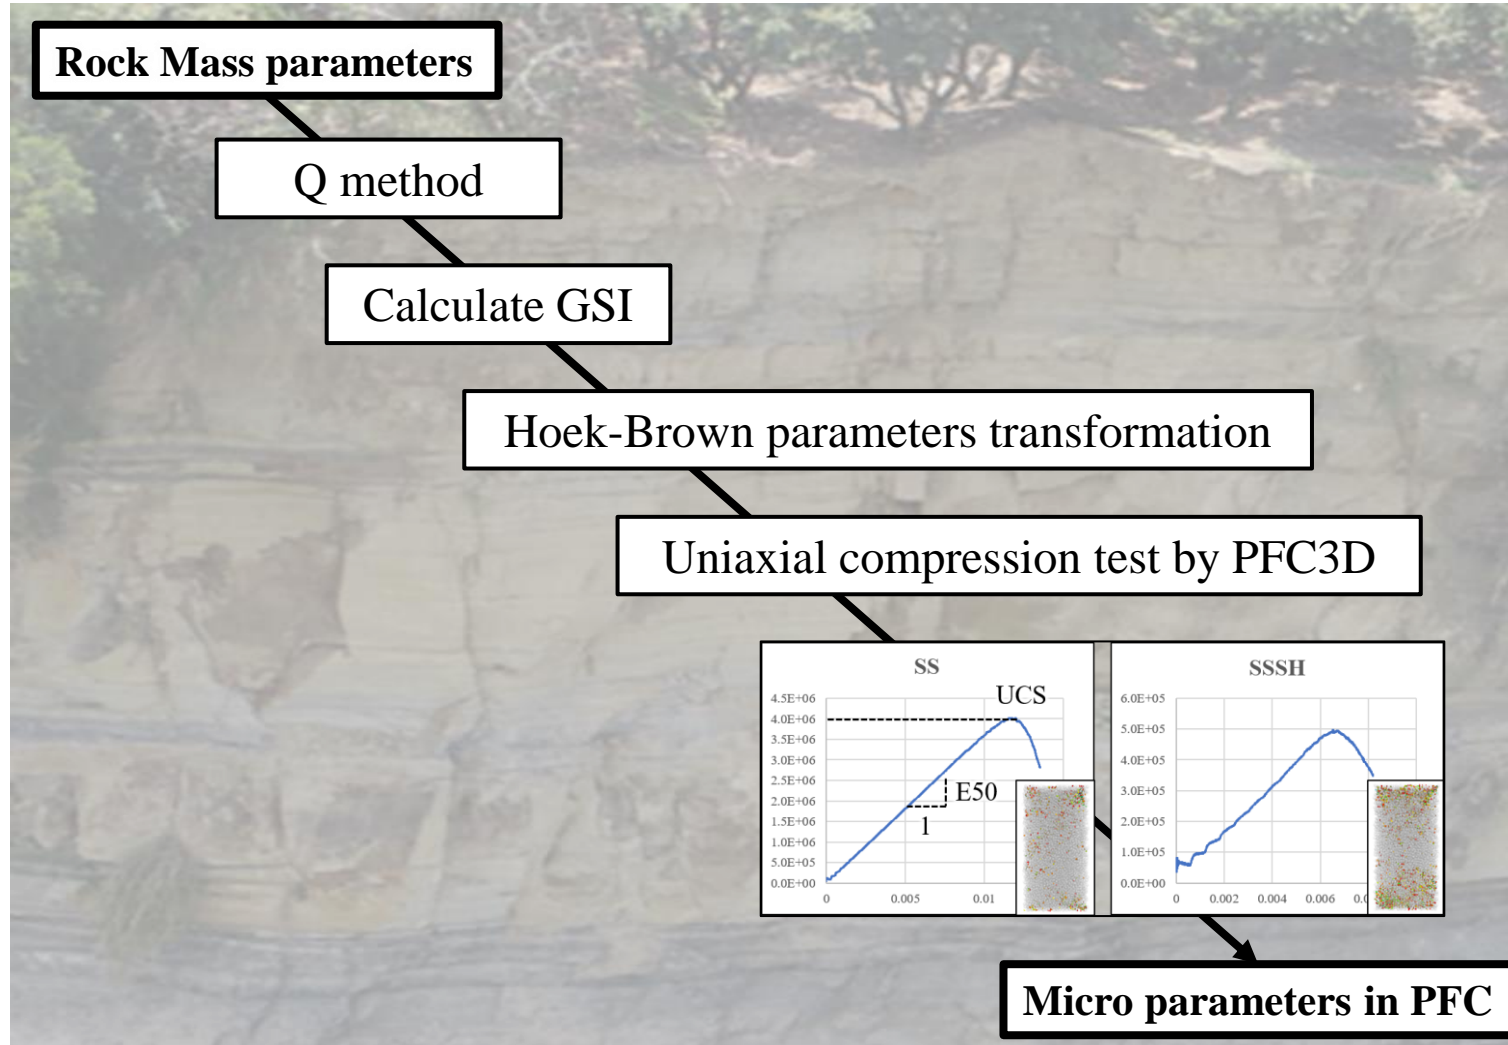 Rock Mass parameters
Q method
Calculate GSI
Hoek-Brown parameters transformation
Uniaxial compression test by PFC3D
SS
UCS
4.5E+06
4.0E+06
3.5E+06
3.0E+06
2.5E+06
2.0E+06
1.5E+06
1.0E+06
5.0E+05
0.0E+00
E50
1
0
0.005
0.01
SSSH
6.0E+05
5.0E+05
4.0E+05
3.0E+05
2.0E+05
1.0E+05
0.0E+00
0
0.002
0.004
0.006
Micro parameters in PFC